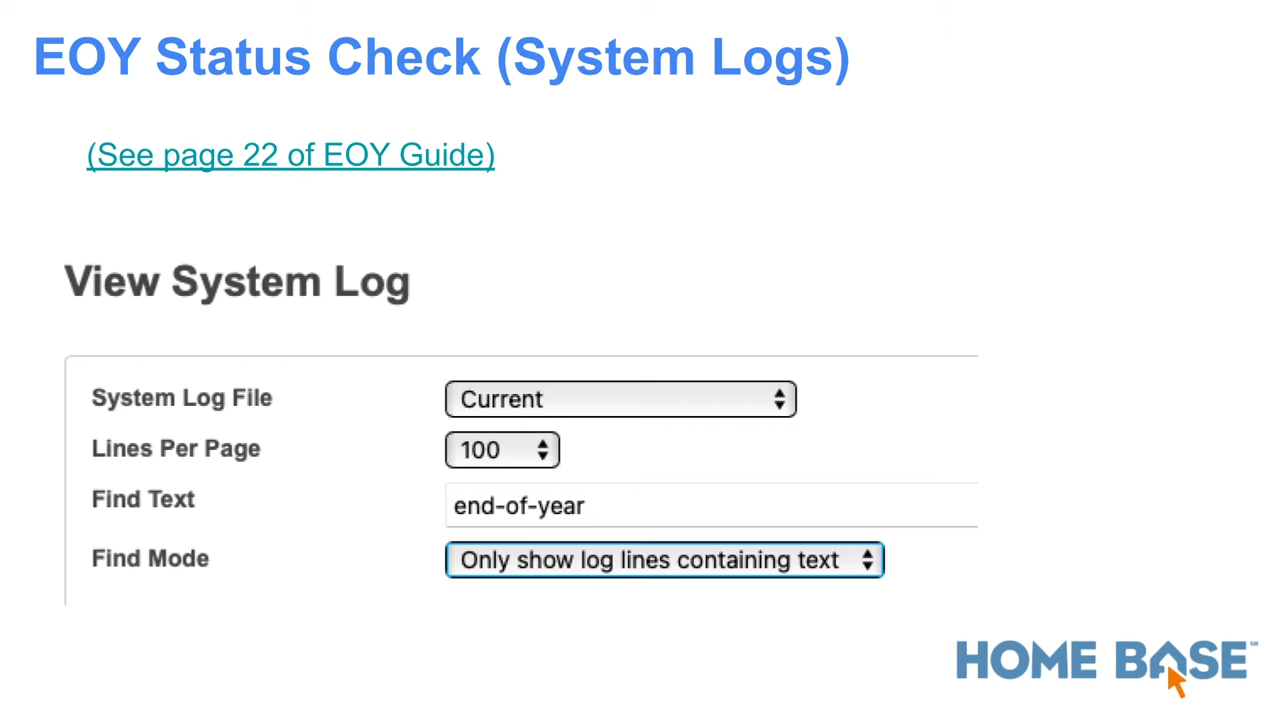 EOY Status Check (System Logs)
(See page 22 of EOY Guide)
View System Log
System Log File Current
Lines Per Page 100
Find Text end-of-year
Find Mode Only show log lines containing text
HOME BASE SM